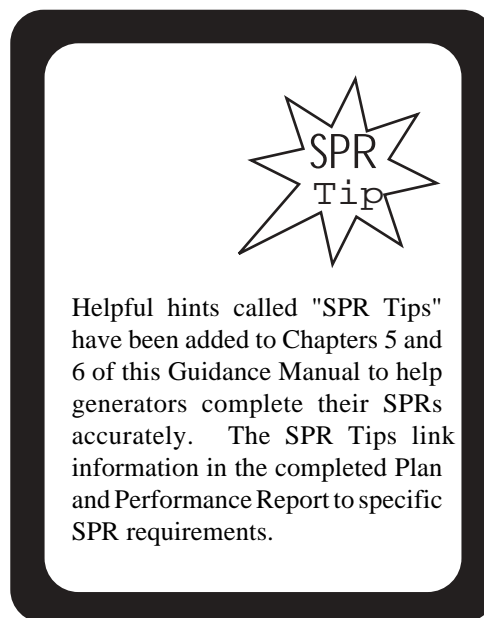 SPR
Tip
Helpful hints called "SPR Tips"
have been added to Chapters 5 and
6 of this Guidance Manual to help
generators complete their SPRs
accurately. The SPR Tips link
information in the completed Plan
and Performance Report to specific
SPR requirements.